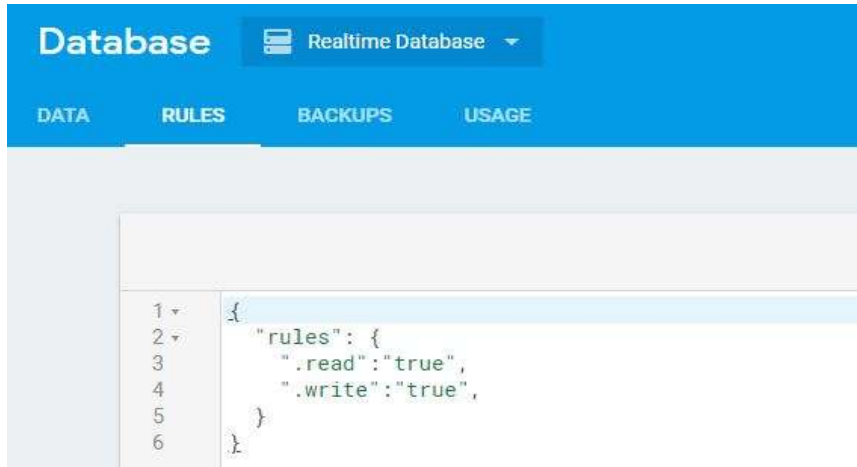 Database Realtime Database
DATA RULES BACKUPS USAGE
1 {
2 "rules": {
3 ".read":"true",
4 ".write":"true",
5 }
6 }